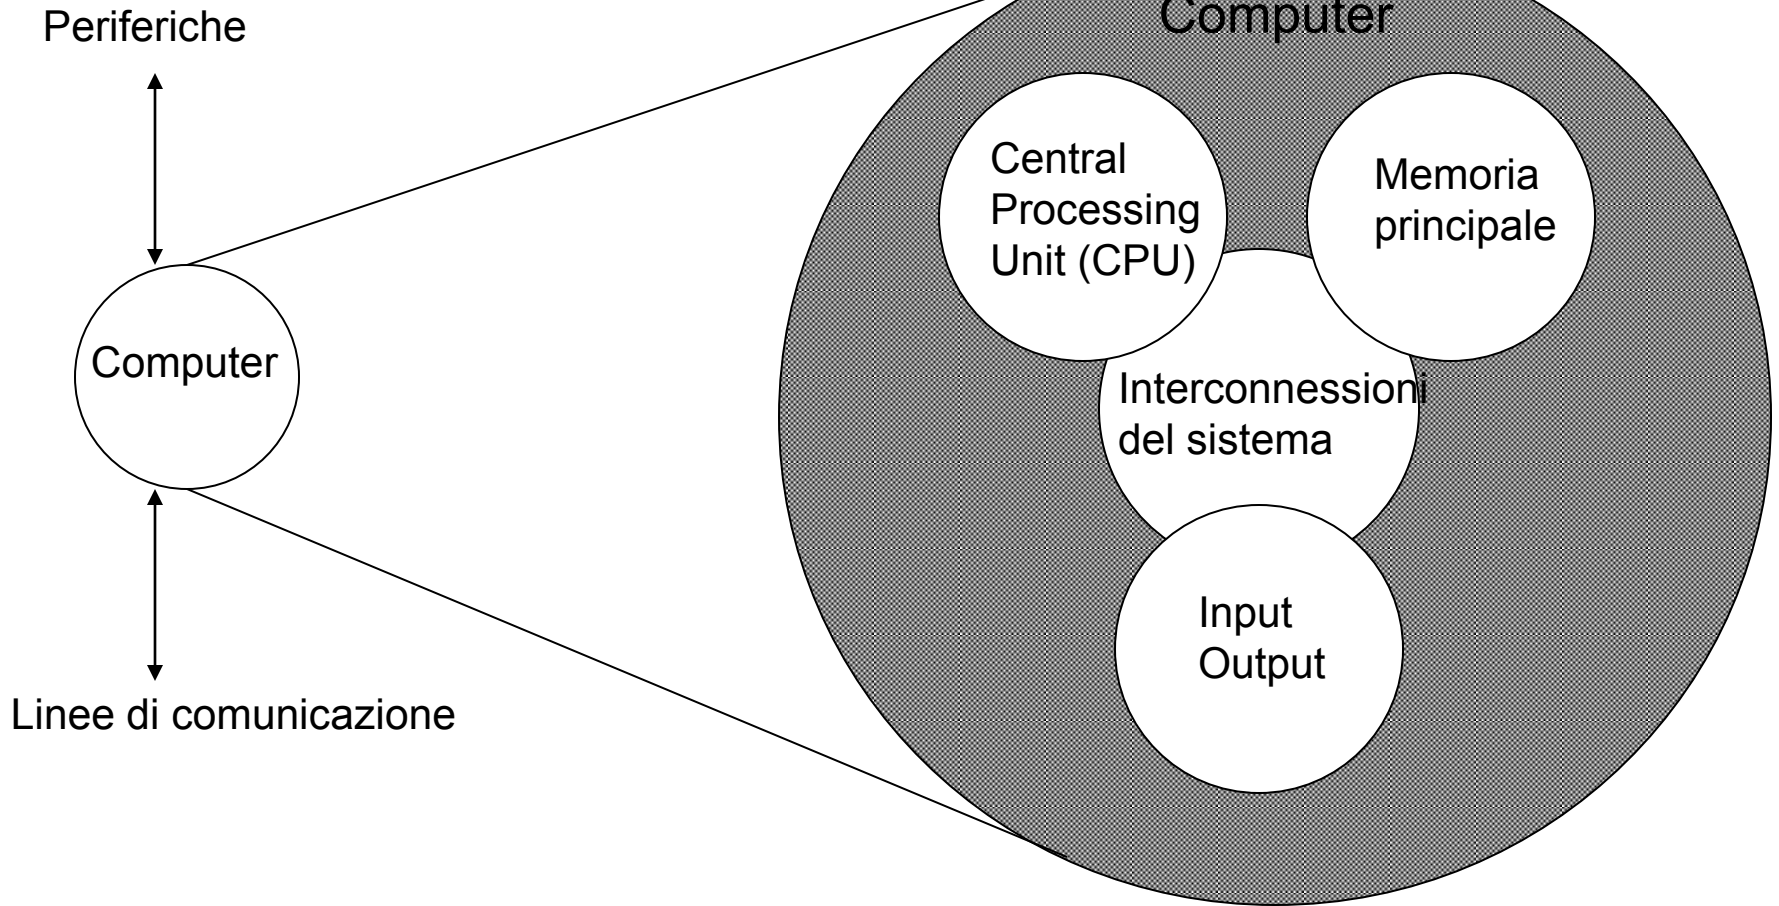 Periferiche
Computer
Linee di comunicazione
Computer
Central
Processing
Unit (CPU)
Memoria
principale
Interconnessioni
del sistema
Input
Output